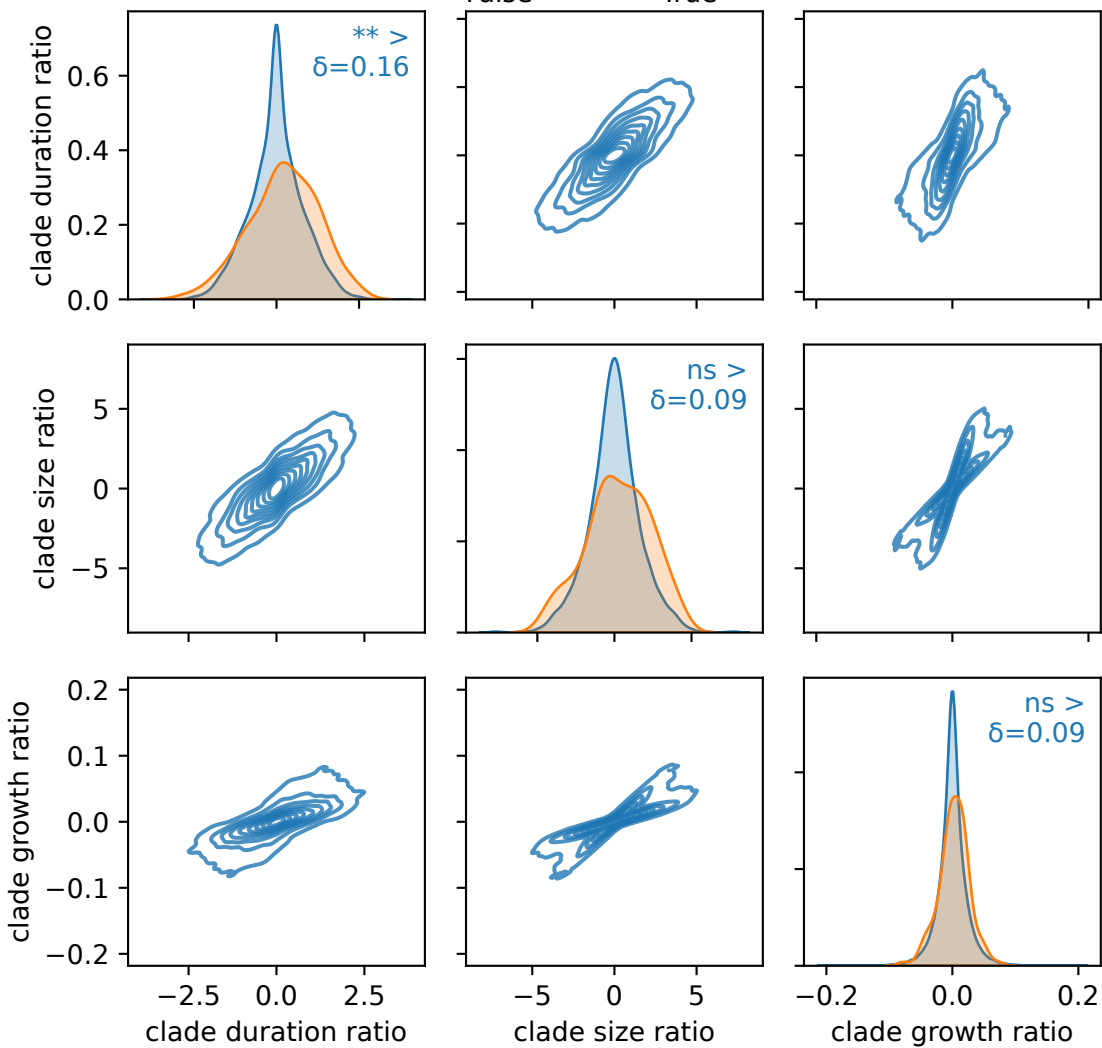 clade duration ratio
0.6
0.4
0.2
0.0
** >
δ=0.16
clade size ratio
5
0
−5
ns >
δ=0.09
clade growth ratio
0.2
0.1
0.0
−0.1
−0.2
ns >
δ=0.09
−2.5 0.0 2.5
clade duration ratio
−5 0 5
clade size ratio
−0.2 0.0 0.2
clade growth ratio